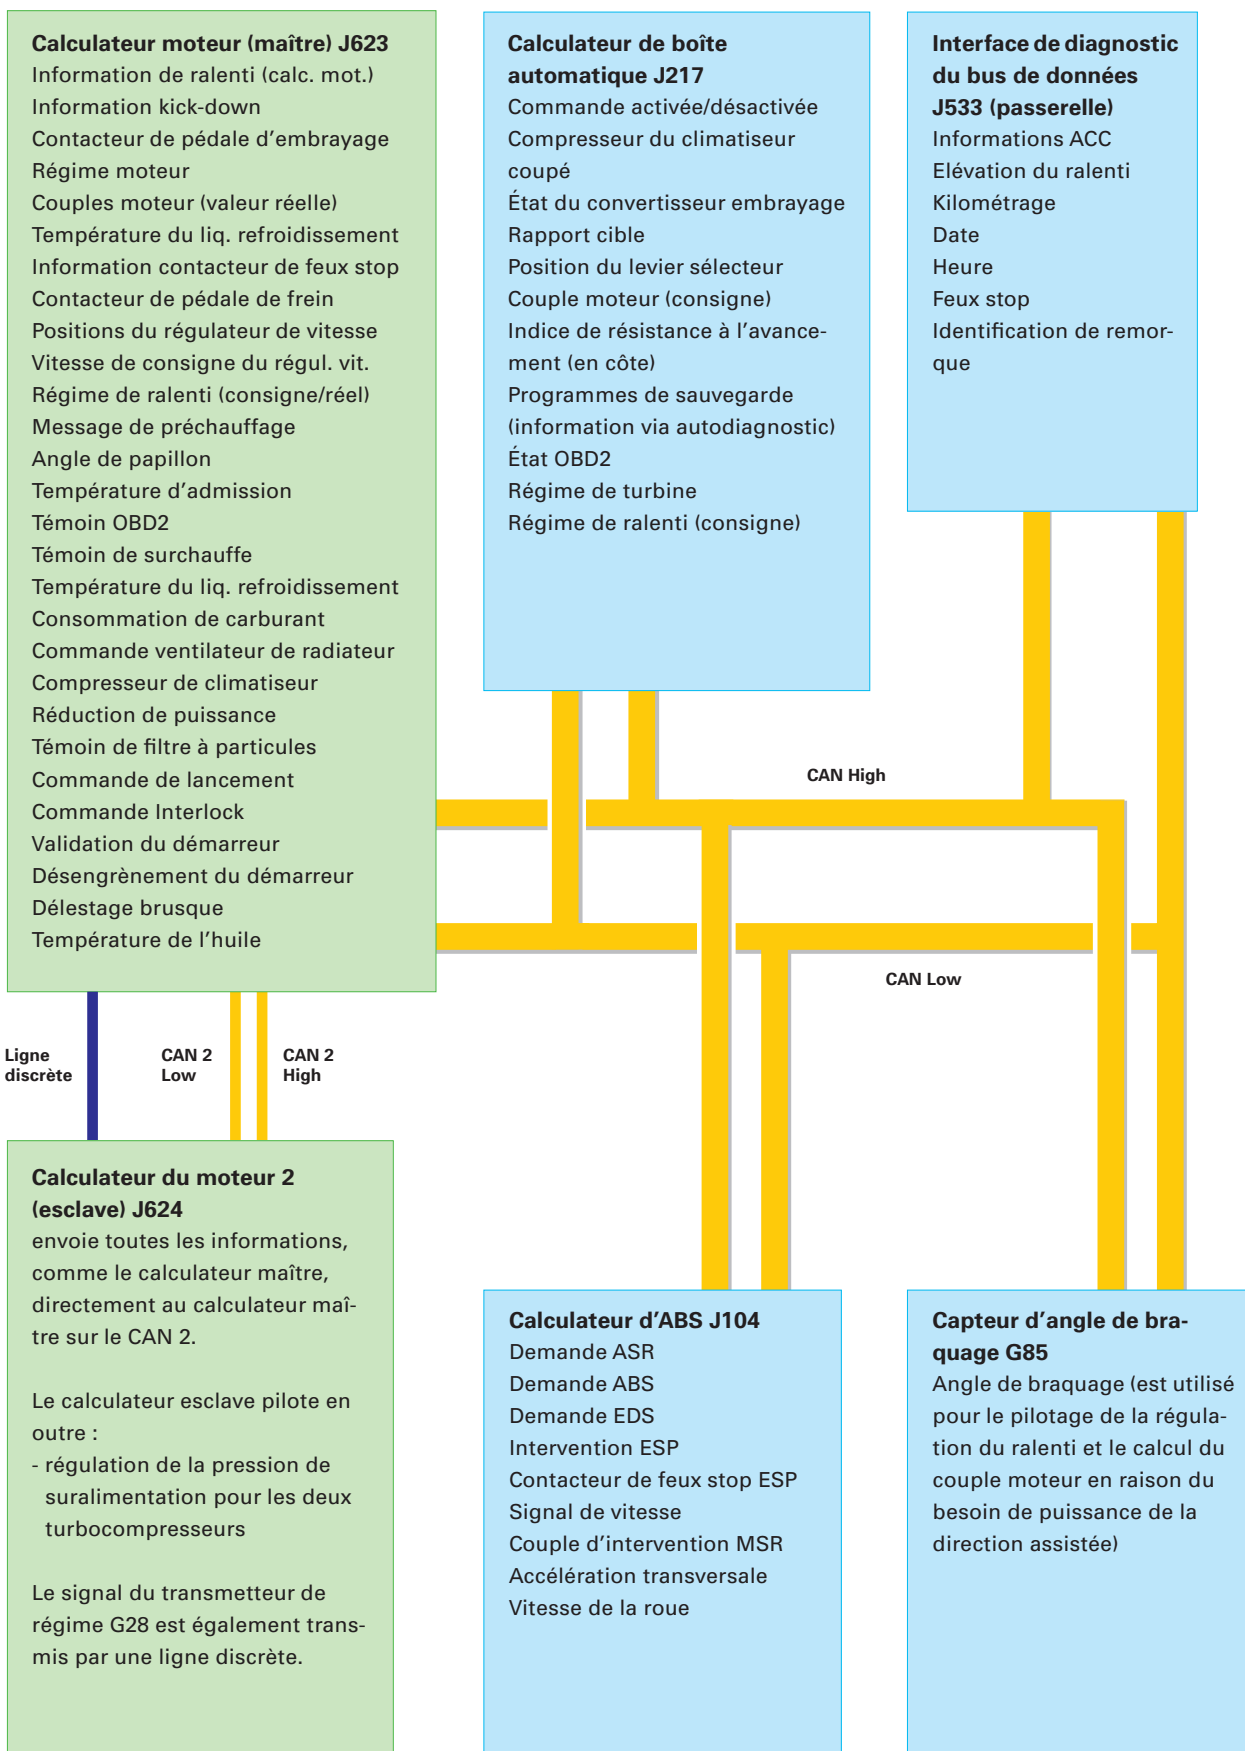 Calculateur moteur (maître) J623
Information de ralenti (calc. mot.)
Information kick-down
Contacteur de pédale d'embrayage
Régime moteur
Couples moteur (valeur réelle)
Température du liq. refroidissement
Information contacteur de feux stop
Contacteur de pédale de frein
Positions du régulateur de vitesse
Vitesse de consigne du régul. vit.
Régime de ralenti (consigne/réel)
Message de préchauffage
Angle de papillon
Température d'admission
Témoin OBD2
Témoin de surchauffe
Température du liq. refroidissement
Consommation de carburant
Commande ventilateur de radiateur
Compresseur de climatiseur
Réduction de puissance
Témoin de filtre à particules
Commande de lancement
Commande Interlock
Validation du démarreur
Désengrènement du démarreur
Délestage brusque
Température de l'huile
Calculateur de boîte
automatique J217
Commande activée/désactivée
Compresseur du climatiseur
coupé
État du convertisseur embrayage
Rapport cible
Position du levier sélecteur
Couple moteur (consigne)
Indice de résistance à l'avance-
ment (en côte)
Programmes de sauvegarde
(information via autodiagnostic)
État OBD2
Régime de turbine
Régime de ralenti (consigne)
Interface de diagnostic
du bus de données
J533 (passerelle)
Informations ACC
Elévation du ralenti
Kilométrage
Date
Heure
Feux stop
Identification de remor-
que
CAN High
CAN Low
Ligne
discrète
CAN 2
Low
CAN 2
High
Calculateur du moteur 2
(esclave) J624
envoie toutes les informations,
comme le calculateur maître,
directement au calculateur maî-
tre sur le CAN 2.
Le calculateur esclave pilote en
outre :
- régulation de la pression de
suralimentation pour les deux
turbocompresseurs
Le signal du transmetteur de
régime G28 est également trans-
mis par une ligne discrète.
Calculateur d'ABS J104
Demande ASR
Demande ABS
Demande EDS
Intervention ESP
Contacteur de feux stop ESP
Signal de vitesse
Couple d'intervention MSR
Accélération transversale
Vitesse de la roue
Capteur d'angle de bra-
quage G85
Angle de braquage (est utilisé
pour le pilotage de la régula-
tion du ralenti et le calcul du
couple moteur en raison du
besoin de puissance de la
direction assistée)